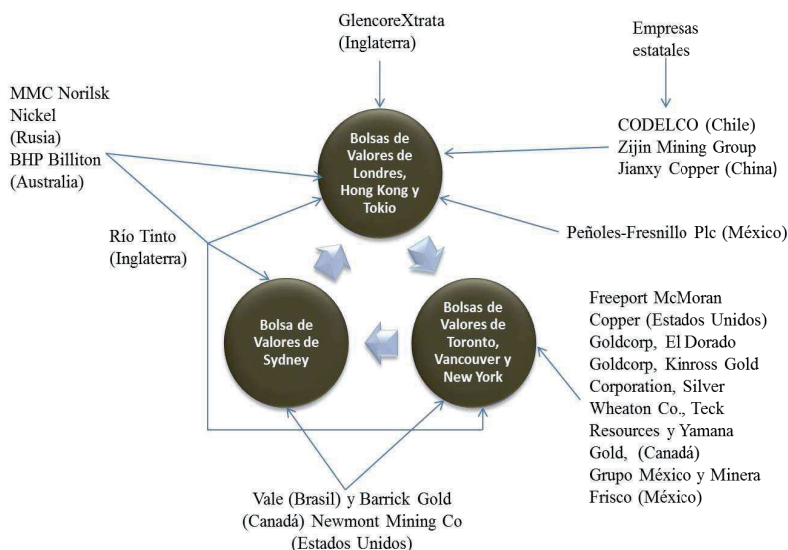 GlencoreXtrata
(Inglaterra)
Empresas
estatales
MMC Norilsk
Nickel
(Rusia)
BHP Billiton
(Australia)
Bolsas de
Valores de
Londres,
Hong Kong y
Tokio
CODELCO (Chile)
Zijin Mining Group
Jianxy Copper (China)
Río Tinto
(Inglaterra)
Peñoles-Fresnillo Plc (México)
Bolsa de
Valores de
Sydney
Bolsas de
Valores de
Toronto,
Vancouver y
New York
Freeport McMoran
Copper (Estados Unidos)
Goldcorp, El Dorado
Goldcorp, Kinross Gold
Corporation, Silver
Wheaton Co., Teck
Resources y Yamana
Gold, (Canadá)
Grupo México y Minera
Frisco (México)
Vale (Brasil) y Barrick Gold
(Canadá) Newmont Mining Co
(Estados Unidos)